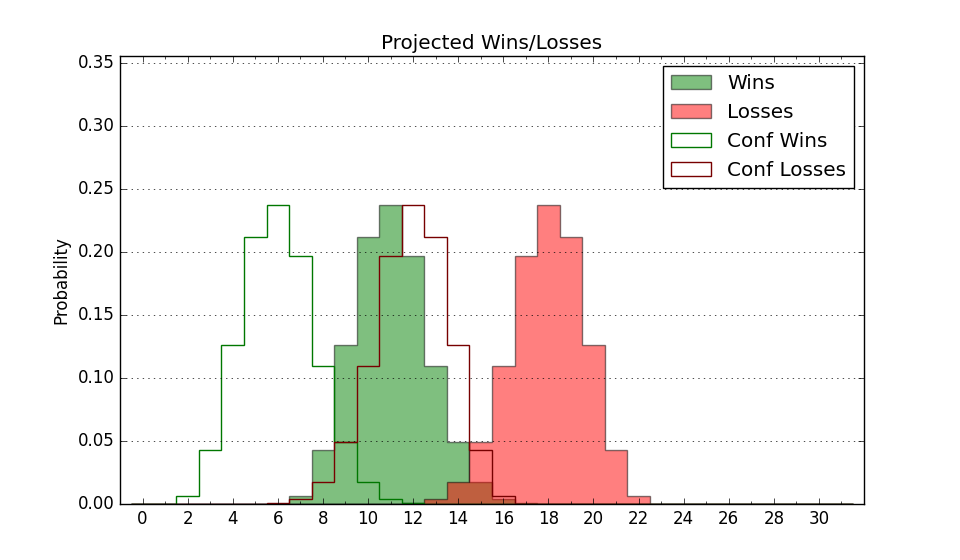 Projected Wins/Losses
0.35
0.30
0.25
0.20
0.15
0.10
0.05
0.00
Probability
Wins
Losses
Conf Wins
Conf Losses
0 2 4 6 8 10 12 14 16 18 20 22 24 26 28 30